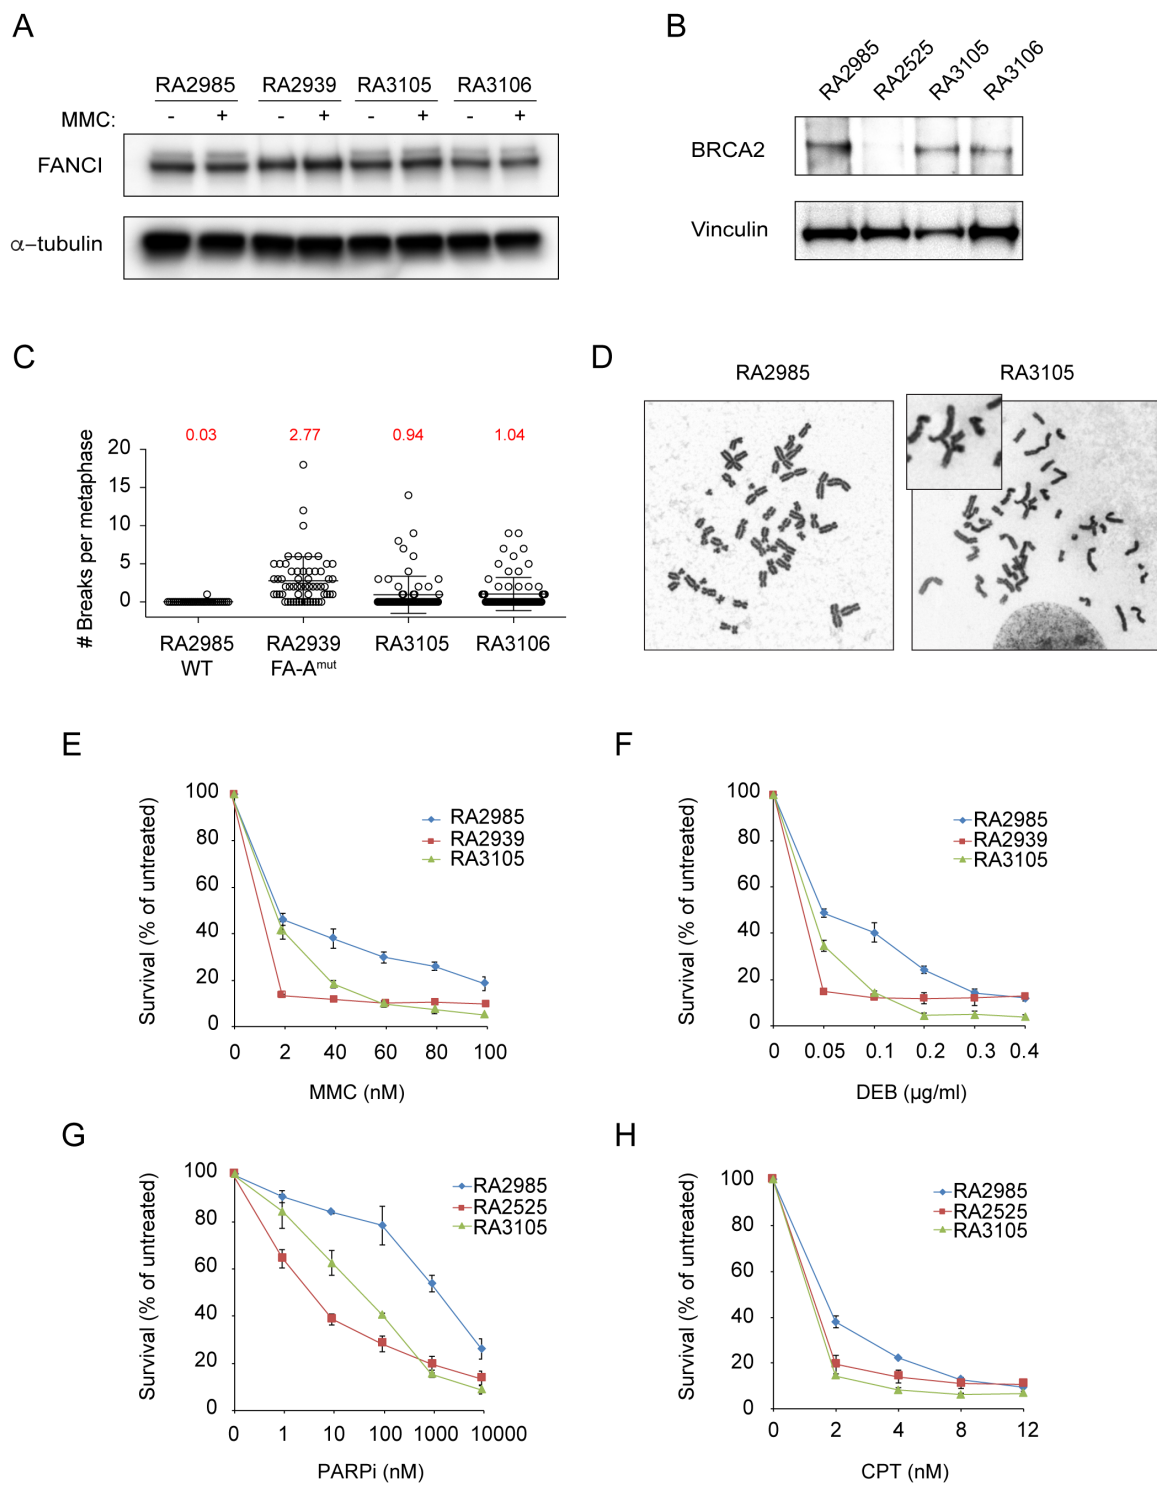 A
RA2985 RA2939 RA3105 RA3106
MMC: - + - + - + - +
FANCI
α−tubulin
B
RA2985 RA2525 RA3105 RA3106
BRCA2
Vinculin
C
# Breaks per metaphase
0.03 2.77 0.94 1.04
20
15
10
5
0
RA2985 RA2939 RA3105 RA3106
WT FA-Amut
D
RA2985 RA3105
E
Survival (% of untreated)
100
80
60
40
20
0
RA2985
RA2939
RA3105
0 2 40 60 80 100
MMC (nM)
F
Survival (% of untreated)
100
80
60
40
20
0
RA2985
RA2939
RA3105
0 0.05 0.1 0.2 0.3 0.4
DEB (µg/ml)
G
Survival (% of untreated)
100
80
60
40
20
0
RA2985
RA2525
RA3105
0 1 10 100 1000 10000
PARPi (nM)
H
Survival (% of untreated)
100
80
60
40
20
0
RA2985
RA2525
RA3105
0 2 4 8 12
CPT (nM)